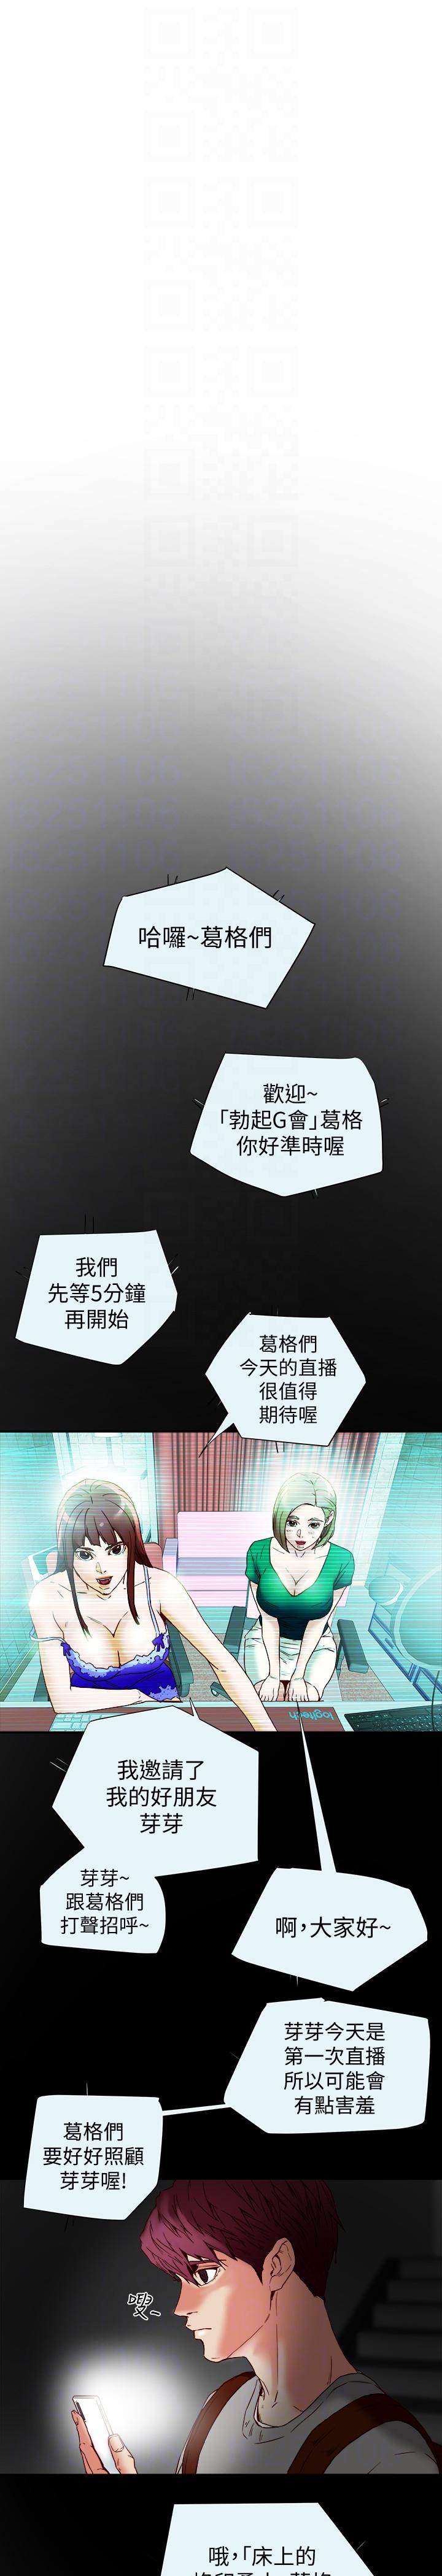 哈囉~葛格們
歡迎~
「勃起G會」葛格
你好準時喔
我們
先等5分鐘
再開始
葛格們
今天的直播
很值得
期待喔
logitech
我邀請了
我的好朋友
芽芽
芽芽~
跟葛格們
打聲招呼~
啊，大家好~
芽芽今天是
第一次直播
所以可能會
有點害羞
葛格們
要好好照顧
芽芽喔!
哦，「床上的